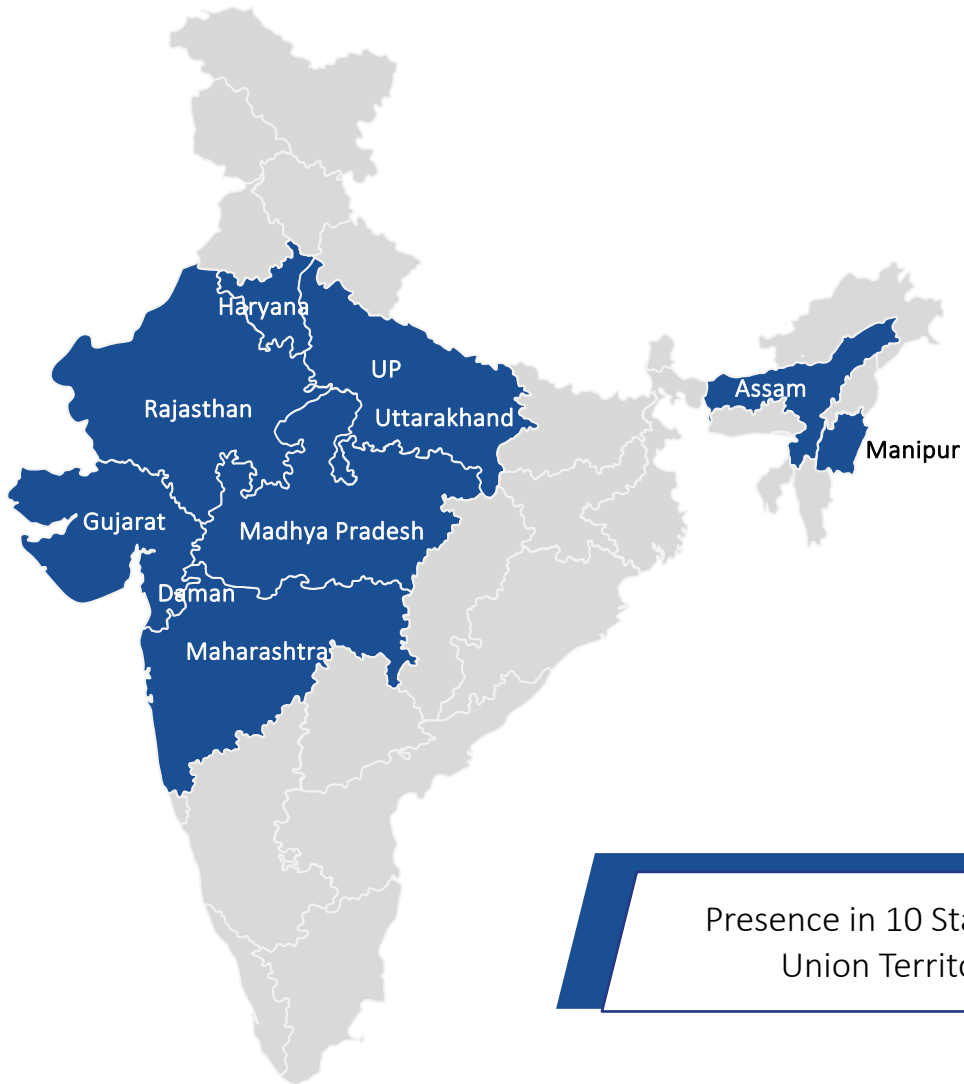 Haryana
UP
Assam
Rajasthan
Uttarakhand
Manipur
Gujarat
Madhya Pradesh
Daman
Maharashtra
Presence in 10
Union